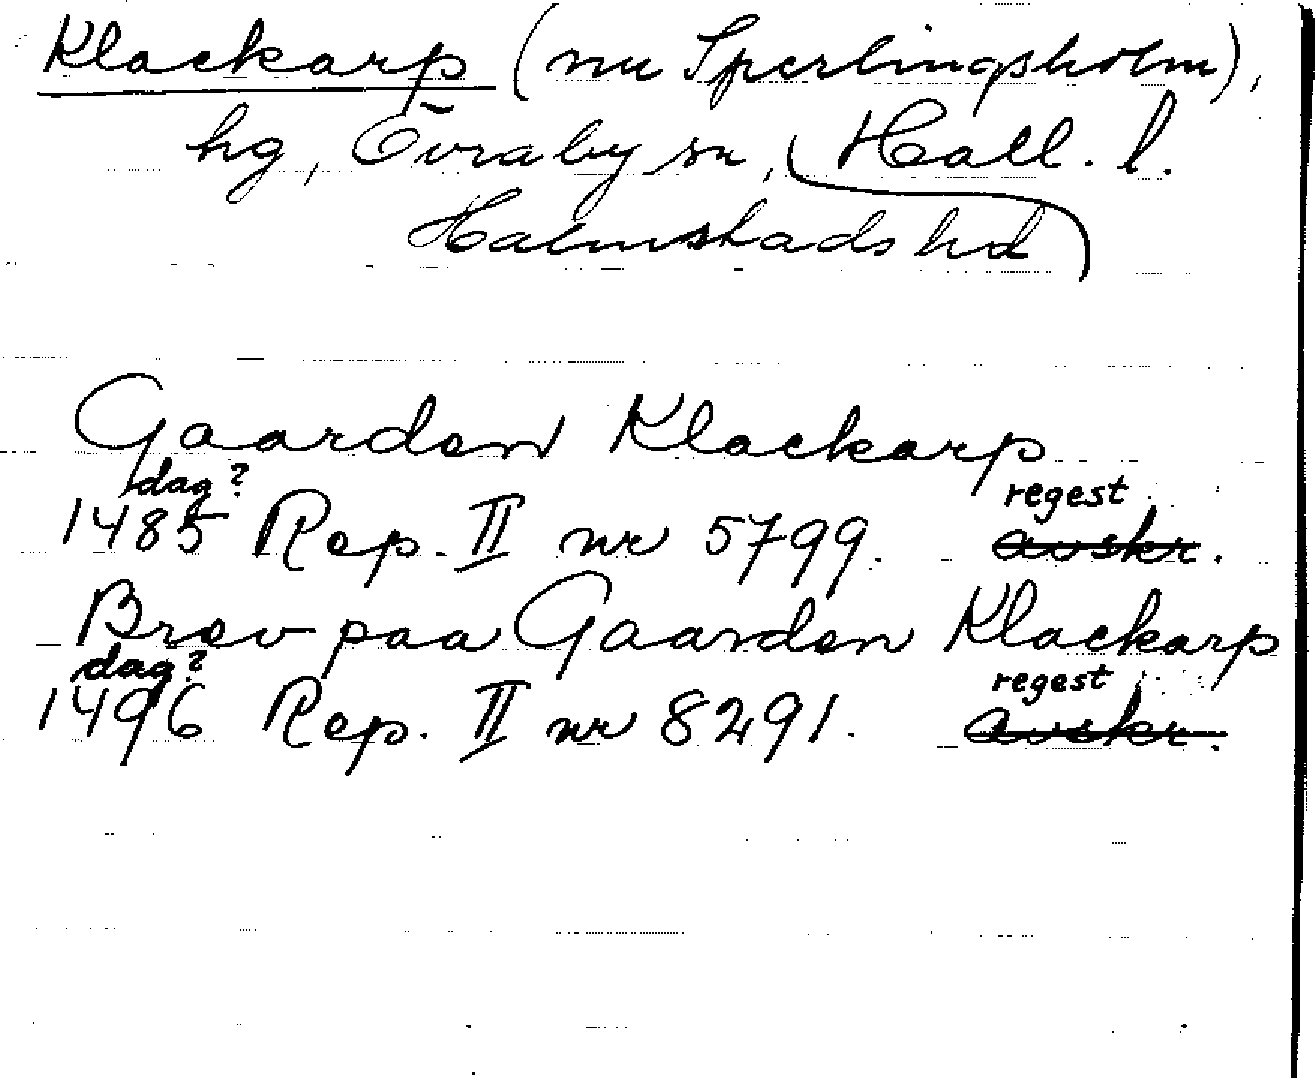 Klackarp (nu Sperlingsholm),
hg, Övraby sn, Hall. l.
Halmstads hd
Gaarden Klackarp
dag? regest
1485 Rep. II nr 5799. avskr.
Brev paa Gaarden Klackarp
dag? regest
1496 Rep. II nr 8291. avskr.